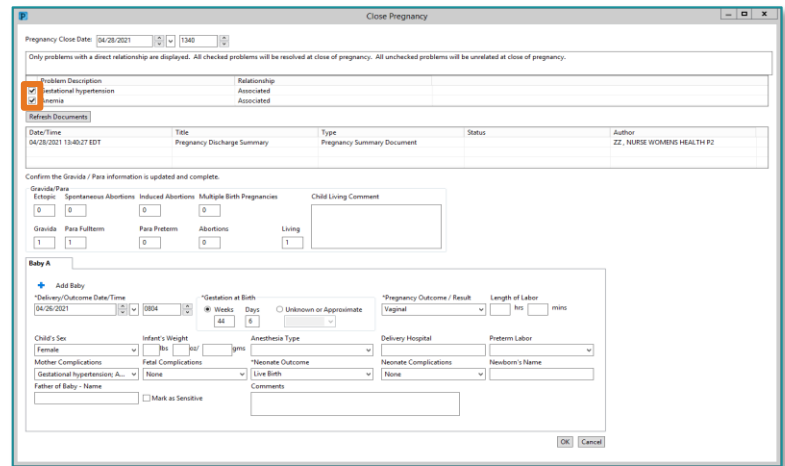 P Close Pregnancy
Pregnancy Close Date: 04/28/2021 1340
Only problems with a direct relationship are displayed. All checked problems will be resolved at close of pregnancy. All unchecked problems will be unrelated at close of pregnancy.
Problem Description Relationship
Gestational hypertension Associated
Anemia Associated
Refresh Documents
Date/Time Title Type Status Author
04/28/2021 13:40:27 EDT Pregnancy Discharge Summary Pregnancy Summary Document ZZ , NURSE WOMENS HEALTH P2
Confirm the Gravida / Para information is updated and complete.
Gravida/Para
Ectopic Spontaneous Abortions Induced Abortions Multiple Birth Pregnancies Child Living Comment
0 0 0 0
Gravida Para Fullterm Para Preterm Abortions Living
1 1 0 0 1
Baby A
Add Baby
*Delivery/Outcome Date/Time *Gestation at Birth *Pregnancy Outcome / Result Length of Labor
04/26/2021 0804 Weeks Days Unknown or Approximate Vaginal hrs mins
44 6
Child's Sex Infant's Weight Anesthesia Type Delivery Hospital Preterm Labor
Female lbs oz/ gms
Mother Complications Fetal Complications *Neonate Outcome Neonate Complications Newborn's Name
Gestational hypertension; A... None Live Birth None
Father of Baby - Name Comments
Mark as Sensitive
OK Cancel